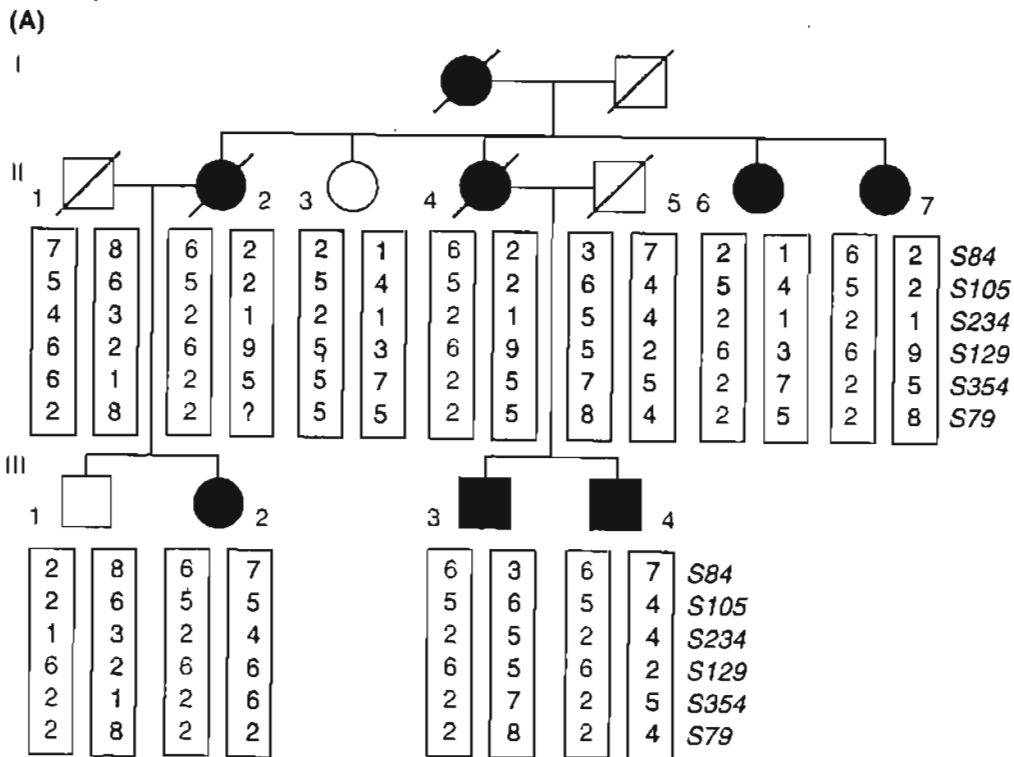 (A)
I
II
1 2 3 4 5 6 7
7 8 6 2 2 1 6 2 3 7 2 1 6 2 S84
5 6 5 2 5 4 5 2 6 4 5 4 5 2 S105
4 3 2 1 2 1 2 1 5 4 2 1 2 1 S234
6 2 6 9 5 3 6 9 5 2 6 3 6 9 S129
6 1 2 5 5 7 2 5 7 5 2 7 2 5 S354
2 8 2 ? 5 5 2 5 8 4 2 5 2 8 S79
III
1 2 3 4
2 8 6 7 6 3 6 7 S84
2 6 5 5 5 6 5 4 S105
1 3 2 4 2 5 2 4 S234
6 2 6 6 6 5 6 2 S129
2 1 2 6 2 7 2 5 S354
2 8 2 2 2 8 2 4 S79